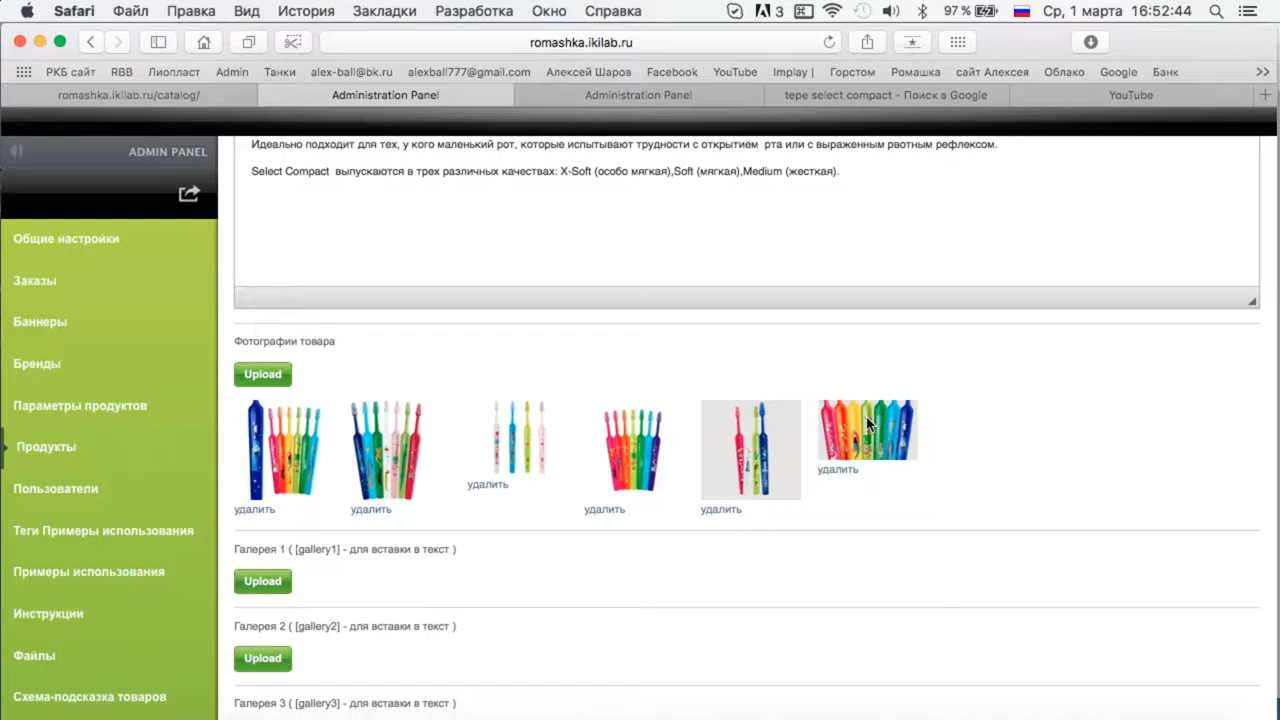 Safari Файл Правка Вид История Закладки Разработка Окно Справка 3 97 % Ср, 1 марта 16:52:44
romashka.ikilab.ru
РКБ сайт RBB Лиопласт Admin Танки alex-ball@bk.ru alexball777@gmail.com Алексей Шаров Facebook YouTube Implay | Горстом Ромашка сайт Алексея Облако Google Банк
romashka.ikilab.ru/catalog/ Administration Panel Administration Panel tepe select compact - Поиск в Google YouTube
ADMIN PANEL
Общие настройки
Заказы
Баннеры
Бренды
Параметры продуктов
Продукты
Пользователи
Теги Примеры использования
Примеры использования
Инструкции
Файлы
Схема-подсказка товаров
Идеально подходит для тех, у кого маленький рот, которые испытывают трудности с открытием рта или с выраженным рвотным рефлексом.
Select Compact выпускаются в трех различных качествах: X-Soft (особо мягкая),Soft (мягкая),Medium (жесткая).
Фотографии товара
Upload
удалить удалить удалить удалить удалить удалить
Галерея 1 ( [gallery1] - для вставки в текст )
Upload
Галерея 2 ( [gallery2] - для вставки в текст )
Upload
Галерея 3 ( [gallery3] - для вставки в текст )